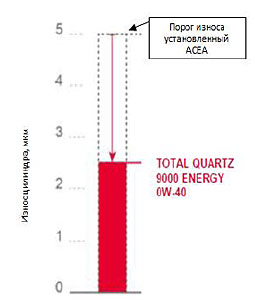 Порог износа
установленный
ACEA
5
4
3
2
1
0
Износ цилиндра, мкм
TOTAL QUARTZ
9000 ENERGY
0W-40